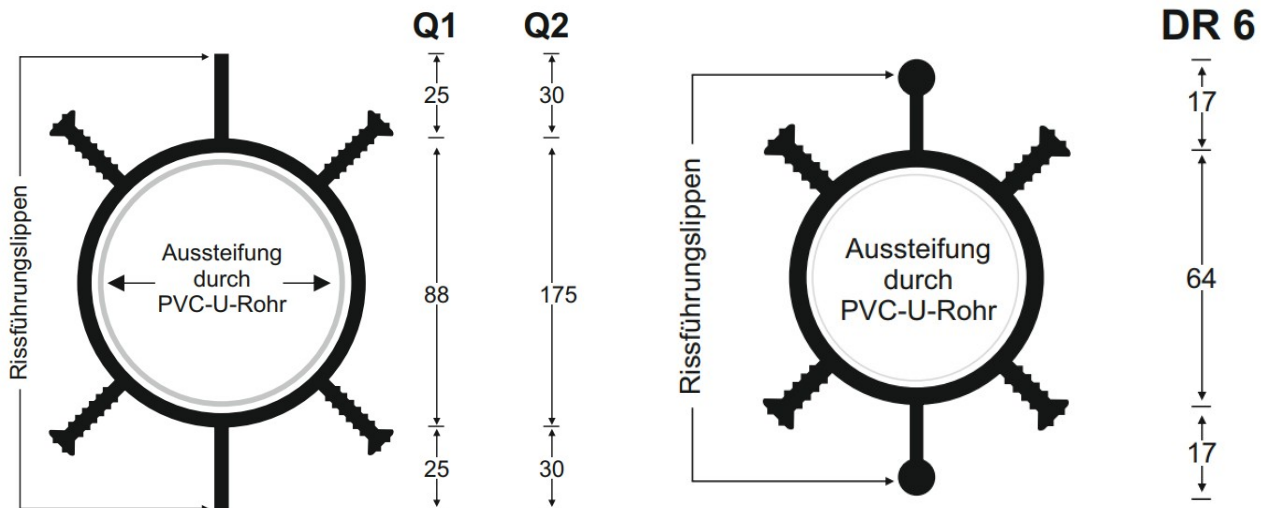 Q1
Q2
25
30
Rissführungslippen
Aussteifung
durch
PVC-U-Rohr
88
175
25
30
DR 6
17
Rissführungslippen
Aussteifung
durch
PVC-U-Rohr
64
17